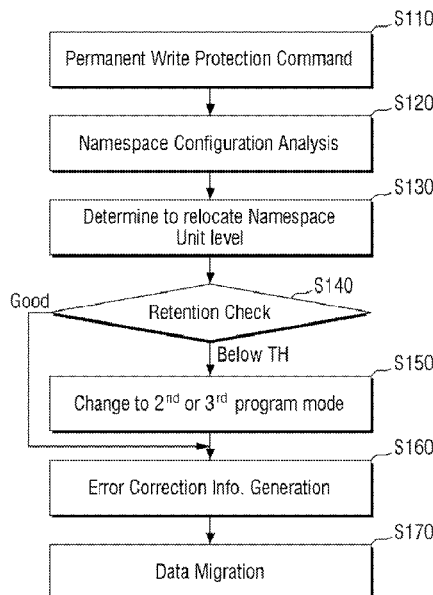 S110
Permanent Write Protection Command
S120
Namespace Configuration Analysis
S130
Determine to relocate Namespace
Unit level
S140
Good
Retention Check
Below TH
S150
Change to 2nd or 3rd program mode
S160
Error Correction Info. Generation
S170
Data Migration